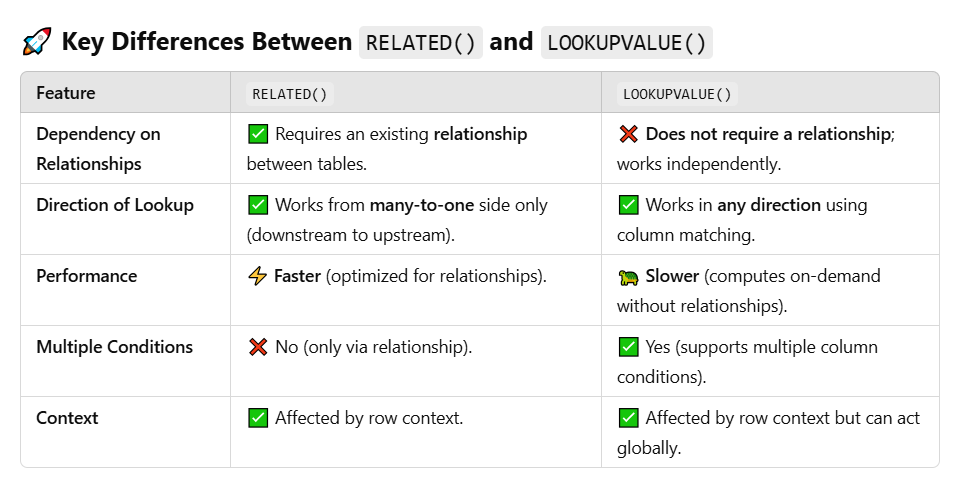 🚀 Key Differences Between RELATED() and LOOKUPVALUE()
Feature
RELATED()
LOOKUPVALUE()
Dependency on
Relationships
✅ Requires an existing relationship
between tables.
❌ Does not require a relationship;
works independently.
Direction of Lookup
✅ Works from many-to-one side only
(downstream to upstream).
✅ Works in any direction using
column matching.
Performance
⚡ Faster (optimized for relationships).
🐢 Slower (computes on-demand
without relationships).
Multiple Conditions
❌ No (only via relationship).
✅ Yes (supports multiple column
conditions).
Context
✅ Affected by row context.
✅ Affected by row context but can act
globally.